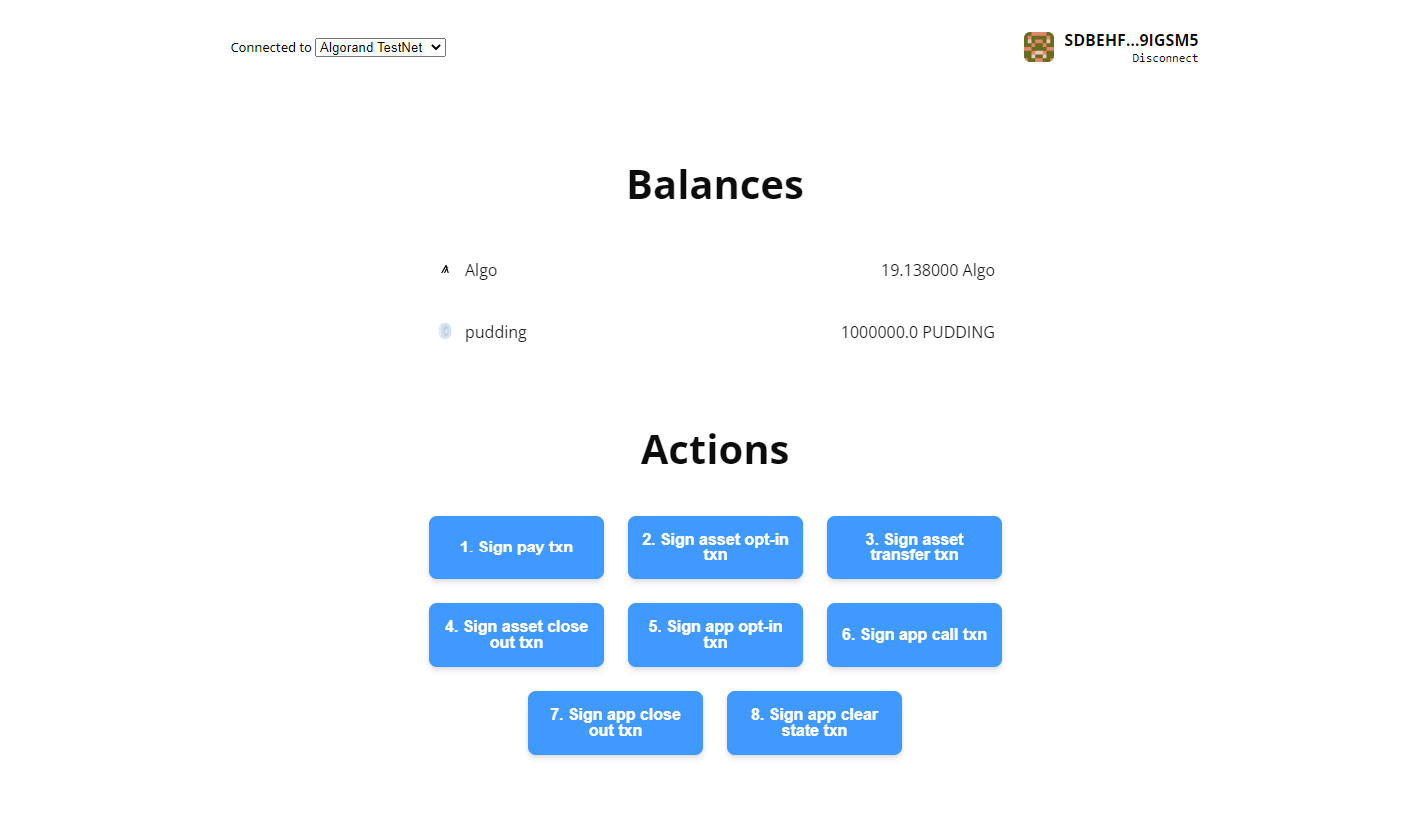 Connected to Algorand TestNet
SDBEHF...9IGSM5
Disconnect
Balances
Algo 19.138000 Algo
pudding 1000000.0 PUDDING
Actions
1. Sign pay txn
2. Sign asset opt-in
txn
3. Sign asset
transfer txn
4. Sign asset close
out txn
5. Sign app opt-in
txn
6. Sign app call txn
7. Sign app close
out txn
8. Sign app clear
state txn